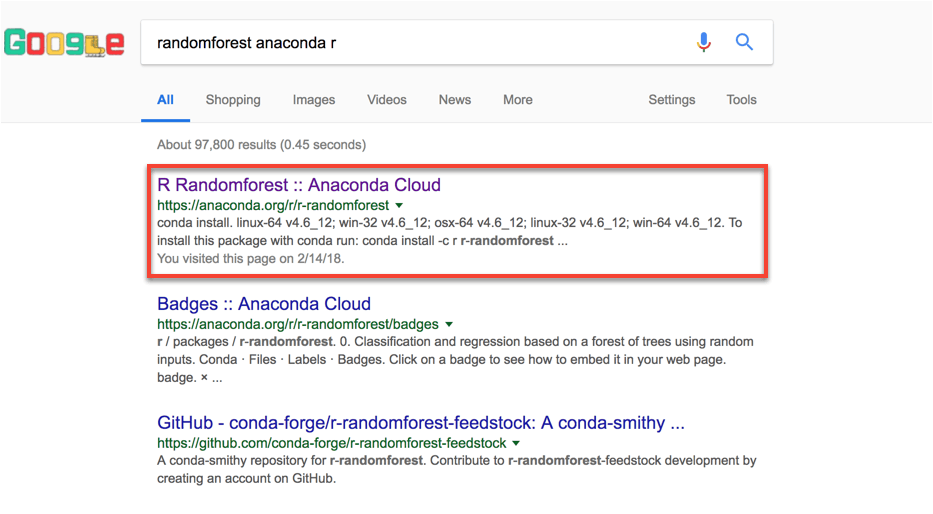 Google
randomforest anaconda r
All Shopping Images Videos News More Settings Tools
About 97,800 results (0.45 seconds)
R Randomforest :: Anaconda Cloud
https://anaconda.org/r/r-randomforest
conda install. linux-64 v4.6_12; win-32 v4.6_12; osx-64 v4.6_12; linux-32 v4.6_12; win-64 v4.6_12. To
install this package with conda run: conda install -c r r-randomforest ...
You visited this page on 2/14/18.
Badges :: Anaconda Cloud
https://anaconda.org/r/r-randomforest/badges
r / packages / r-randomforest. 0. Classification and regression based on a forest of trees using random
inputs. Conda · Files · Labels · Badges. Click on a badge to see how to embed it in your web page.
badge. × ...
GitHub - conda-forge/r-randomforest-feedstock: A conda-smithy ...
https://github.com/conda-forge/r-randomforest-feedstock
A conda-smithy repository for r-randomforest. Contribute to r-randomforest-feedstock development by
creating an account on GitHub.